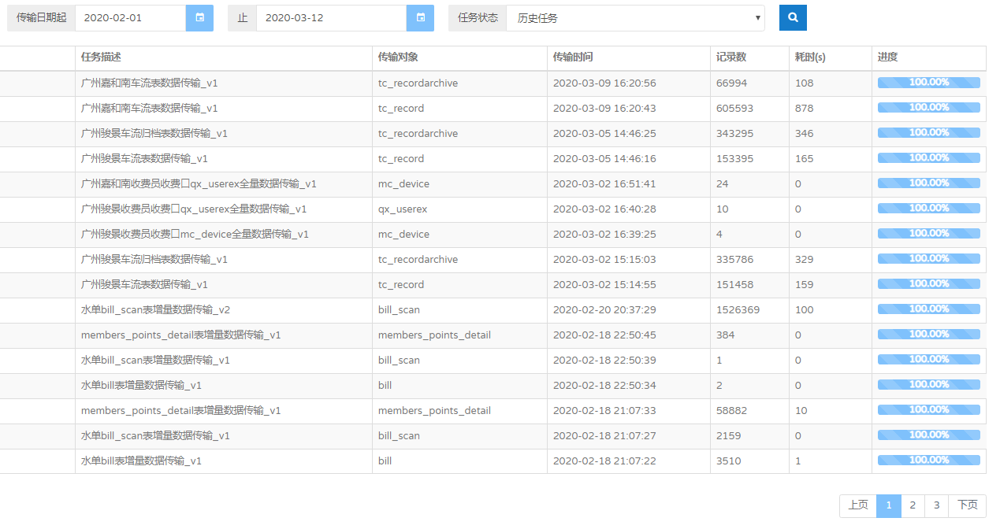 传输日期起 2020-02-01 止 2020-03-12 任务状态 历史任务
任务描述 传输对象 传输时间 记录数 耗时(s) 进度
广州嘉和南车流表数据传输_v1 tc_recordarchive 2020-03-09 16:20:56 66994 108 100.00%
广州嘉和南车流表数据传输_v1 tc_record 2020-03-09 16:20:43 605593 878 100.00%
广州骏景车流归档表数据传输_v1 tc_recordarchive 2020-03-05 14:46:25 343295 346 100.00%
广州骏景车流表数据传输_v1 tc_record 2020-03-05 14:46:16 153395 165 100.00%
广州嘉和南收费员收费口qx_userex全量数据传输_v1 mc_device 2020-03-02 16:51:41 24 0 100.00%
广州骏景收费员收费口qx_userex全量数据传输_v1 qx_userex 2020-03-02 16:40:28 10 0 100.00%
广州骏景收费员收费口mc_device全量数据传输_v1 mc_device 2020-03-02 16:39:25 4 0 100.00%
广州骏景车流归档表数据传输_v1 tc_recordarchive 2020-03-02 15:15:03 335786 329 100.00%
广州骏景车流表数据传输_v1 tc_record 2020-03-02 15:14:55 151458 159 100.00%
水单bill_scan表增量数据传输_v2 bill_scan 2020-02-20 20:37:29 1526369 100 100.00%
members_points_detail表增量数据传输_v1 members_points_detail 2020-02-18 22:50:45 384 0 100.00%
水单bill_scan表增量数据传输_v1 bill_scan 2020-02-18 22:50:39 1 0 100.00%
水单bill表增量数据传输_v1 bill 2020-02-18 22:50:34 2 0 100.00%
members_points_detail表增量数据传输_v1 members_points_detail 2020-02-18 21:07:33 58882 10 100.00%
水单bill_scan表增量数据传输_v1 bill_scan 2020-02-18 21:07:27 2159 0 100.00%
水单bill表增量数据传输_v1 bill 2020-02-18 21:07:22 3510 1 100.00%
上页 1 2 3 下页